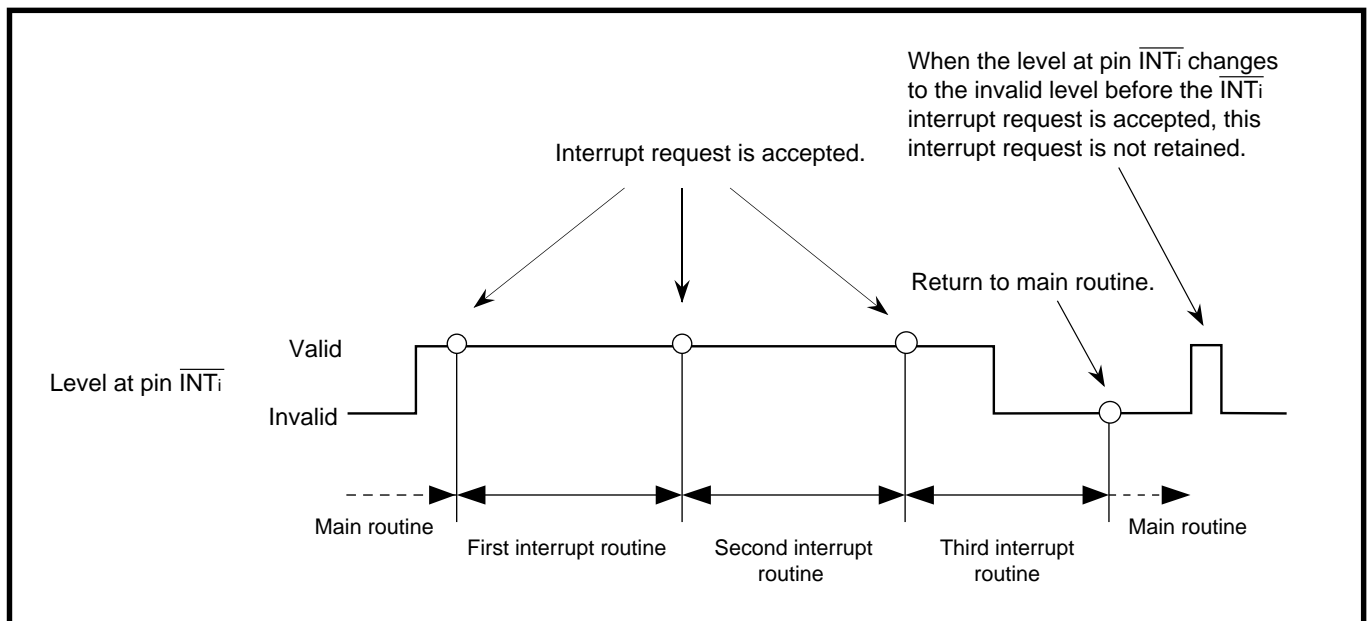 When the level at pin INTi changes
to the invalid level before the INTi
interrupt request is accepted, this
interrupt request is not retained.
Interrupt request is accepted.
Return to main routine.
Valid
Level at pin INTi
Invalid
Main routine
First interrupt routine
Second interrupt
routine
Third interrupt
routine
Main routine